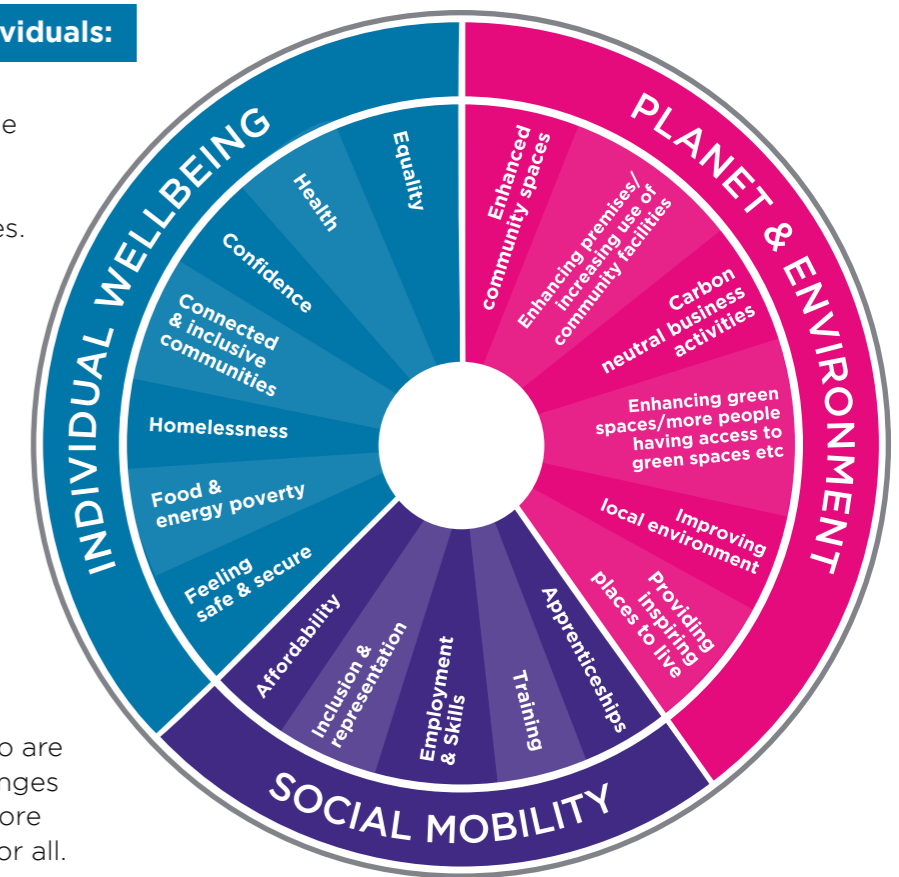 viduals:
e
es.
o are
nges
ore
or all.
INDIVIDUAL WELLBEING
Equality
Health
Confidence
Connected
& inclusive
communities
Homelessness
Food &
energy poverty
Feeling
safe & secure
PLANET & ENVIRONMENT
Enhanced
community spaces
Enhancing premises/
increasing use of
community facilities
Carbon
neutral business
activities
Enhancing green
spaces/more people
having access to
green spaces etc
Improving
local environment
Providing
inspiring
places to live
SOCIAL MOBILITY
Affordability
Inclusion &
representation
Employment
& Skills
Training
Apprenticeships